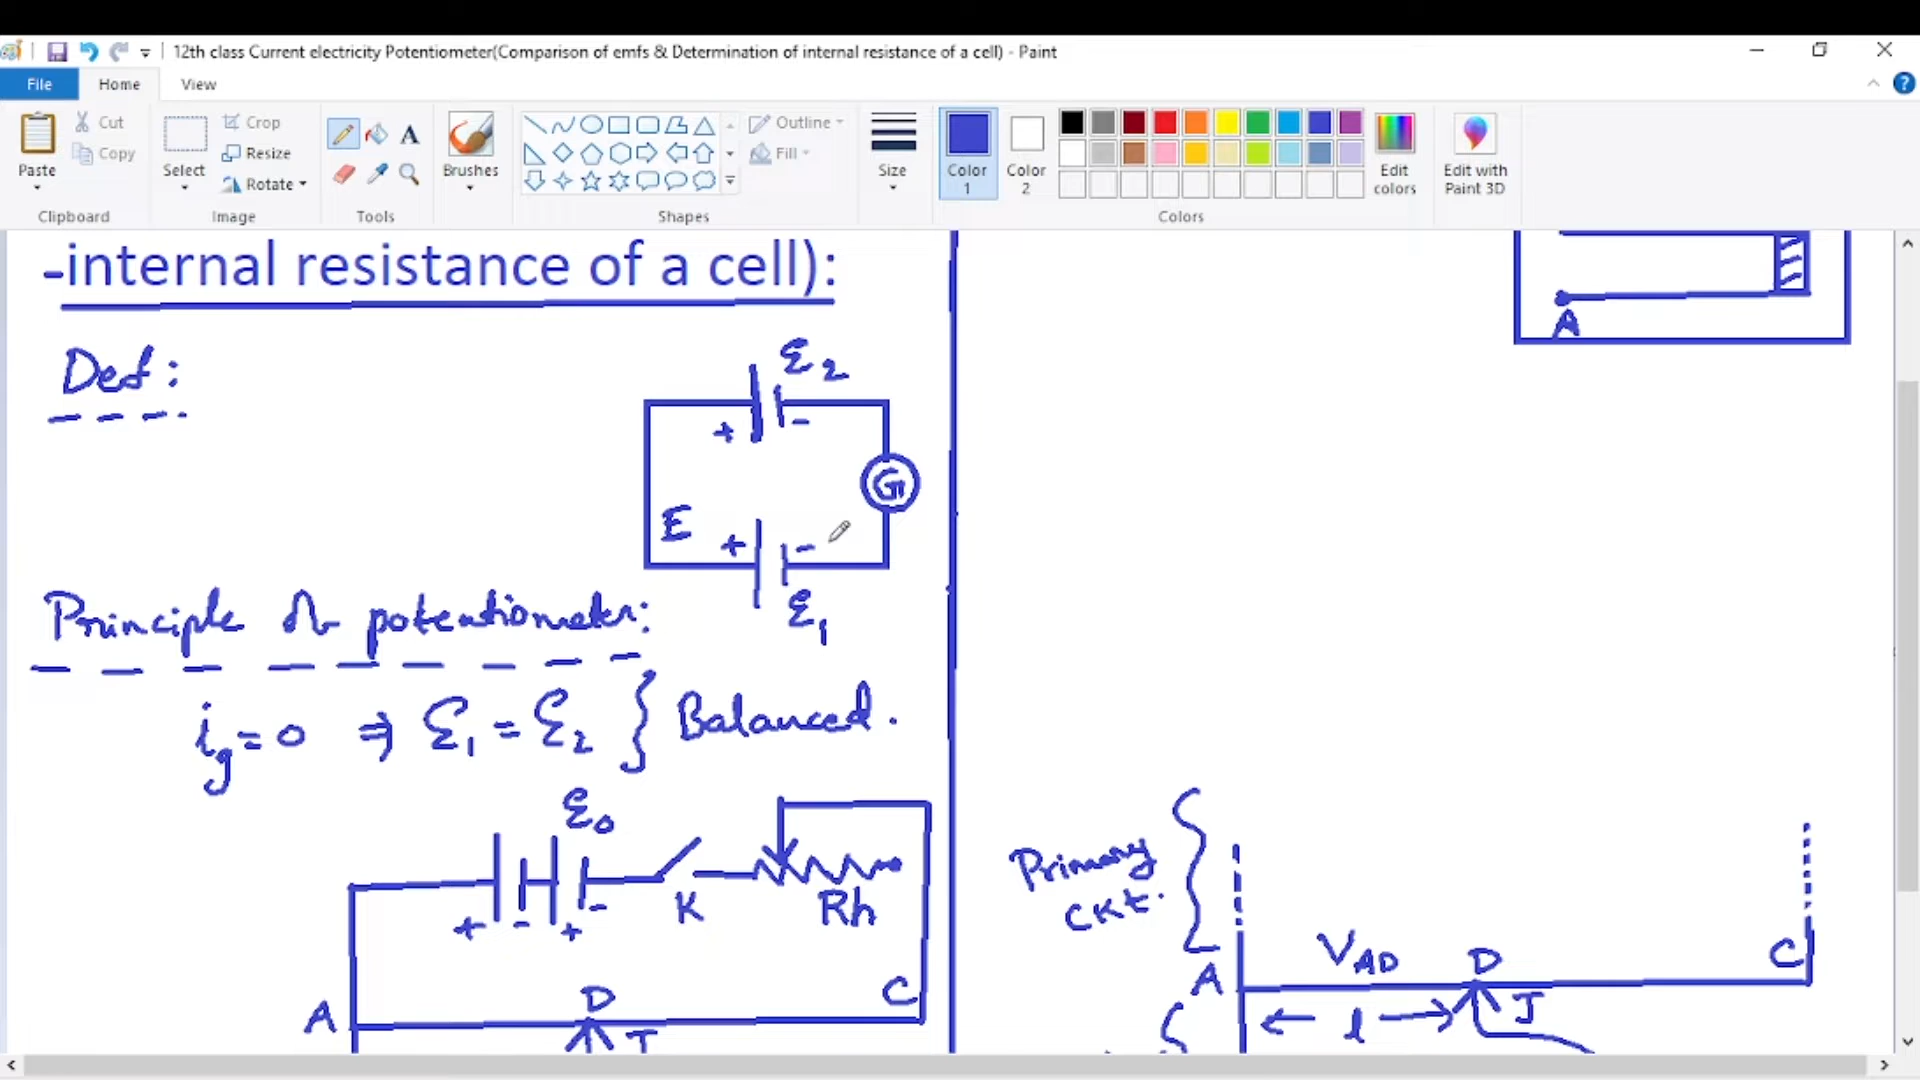 12th class Current electricity Potentiometer(Comparison of emfs & Determination of internal resistance of a cell) - Paint
File Home View
Paste
Cut
Copy
Clipboard
Select
Crop
Resize
Rotate
Image
A
Tools
Brushes
Shapes
Outline
Fill
Size
Color 1
Color 2
Colors
Edit colors
Edit with Paint 3D
-internal resistance of a cell):
Def:
ε2
+ -
G
E + -
ε1
Principle of potentiometer:
ig = 0 ⇒ ε1 = ε2 } Balanced.
ε0
+ - + -
K
Rh
A D C
J
A
Primary
Ckt.
A VAD D C
l J